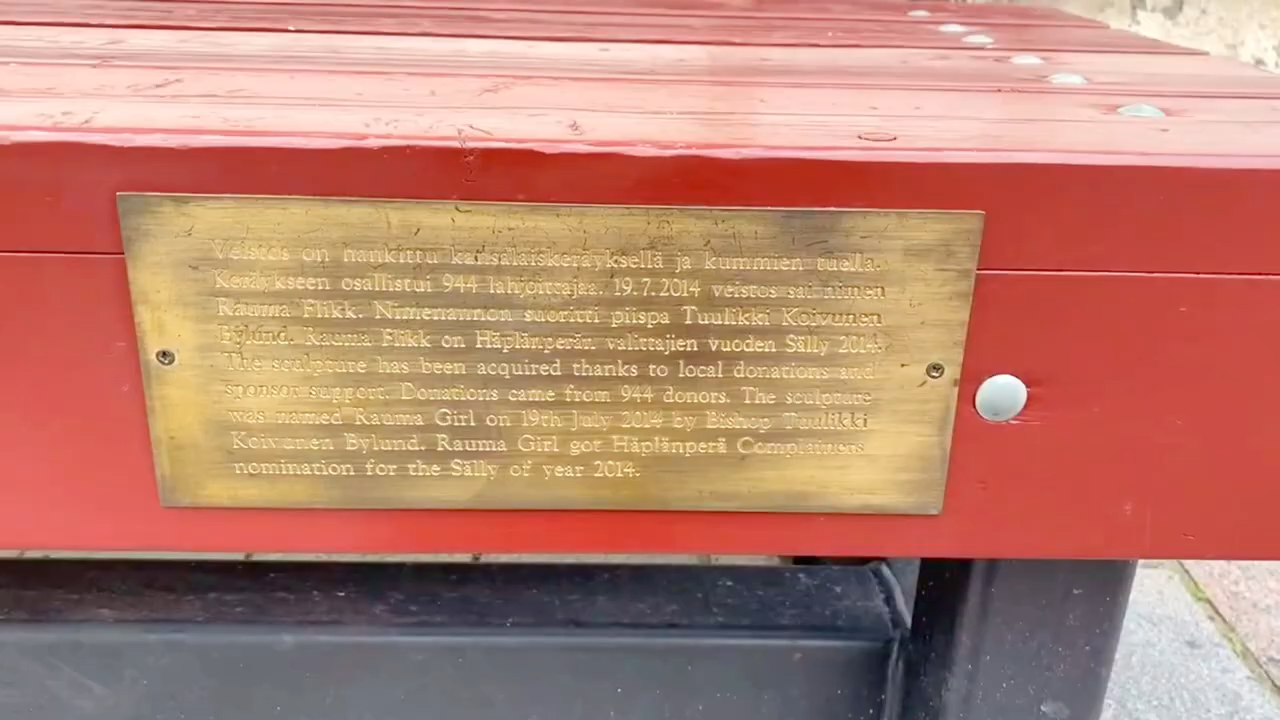 Veistos on hankittu kansalaiskeräyksellä ja kummien tuella.
Keräykseen osallistui 944 lahjoittajaa. 19.7.2014 veistos sai nimen
Rauma Flikk. Nimenannon suoritti piispa Tuulikki Koivunen
Bylund. Rauma Flikk on Häplänperän valittajien vuoden Sälly 2014.
The sculpture has been acquired thanks to local donations and
sponsor support. Donations came from 944 donors. The sculpture
was named Rauma Girl on 19th July 2014 by Bishop Tuulikki
Koivunen Bylund. Rauma Girl got Häplänperä Complainers
nomination for the Sälly of year 2014.